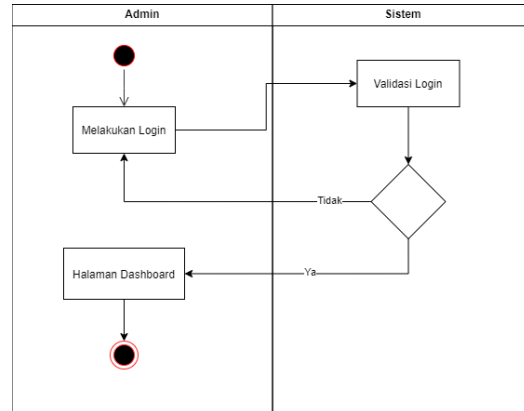 Admin
Sistem
Validasi Login
Melakukan Login
Tidak
Halaman Dashboard
Ya